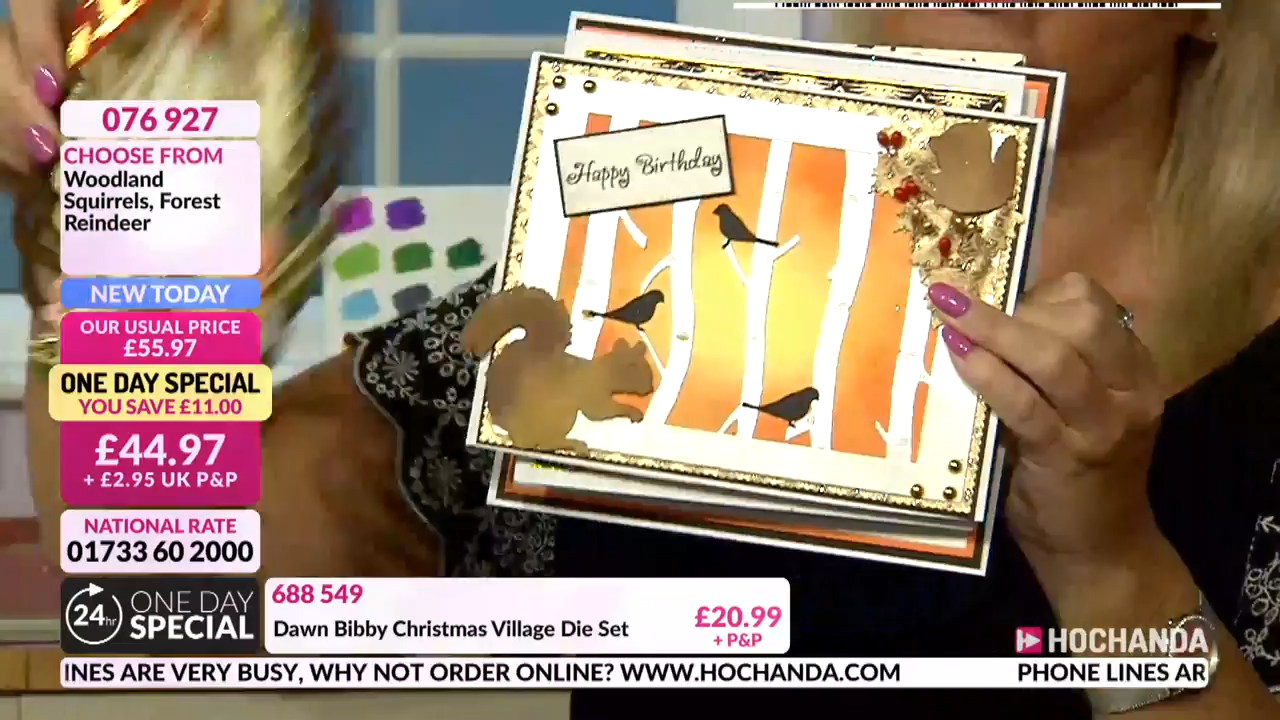 076 927
CHOOSE FROM
Woodland
Squirrels, Forest
Reindeer
NEW TODAY
OUR USUAL PRICE
£55.97
ONE DAY SPECIAL
YOU SAVE £11.00
£44.97
+ £2.95 UK P&P
NATIONAL RATE
01733 60 2000
24hr
ONE DAY
SPECIAL
688 549
Dawn Bibby Christmas Village Die Set
£20.99
+ P&P
Happy Birthday
HOCHANDA
INES ARE VERY BUSY, WHY NOT ORDER ONLINE? WWW.HOCHANDA.COM
PHONE LINES AR